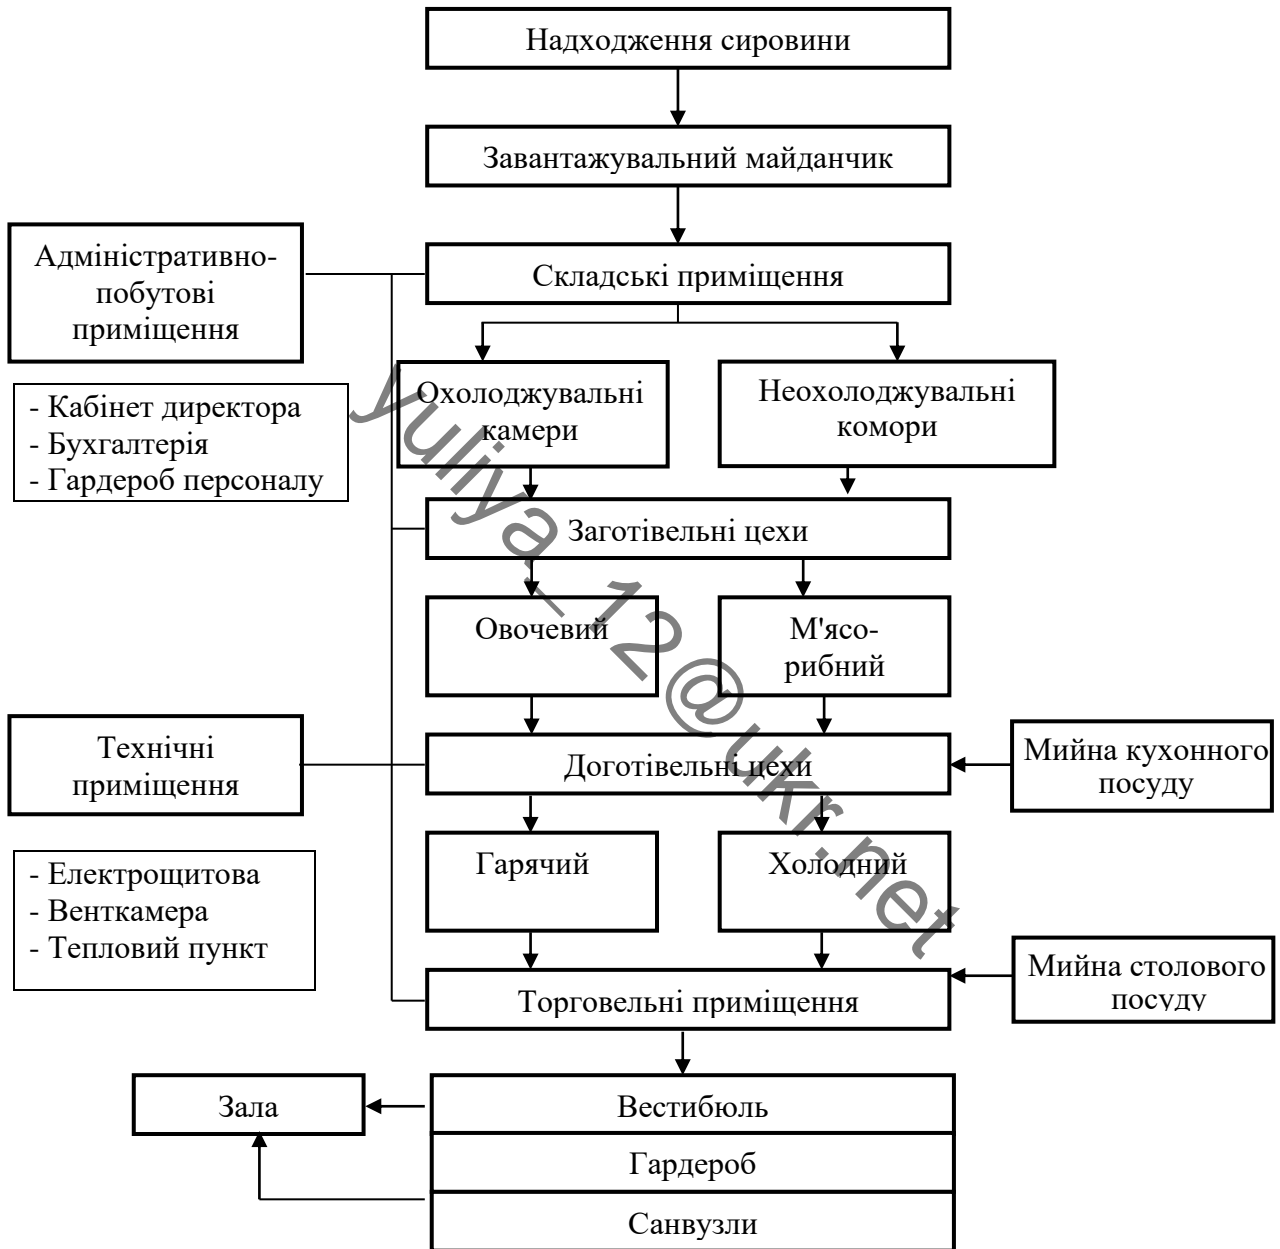 Надходження сировини
Завантажувальний майданчик
Адміністративно-
побутові
приміщення
Складські приміщення
- Кабінет директора
- Бухгалтерія
- Гардероб персоналу
Охолоджувальні
камери
Неохолоджувальні
комори
Заготівельні цехи
Овочевий
М'ясо-
рибний
Технічні
приміщення
Доготівельні цехи
Мийна кухонного
посуду
- Електрощитова
- Венткамера
- Тепловий пункт
Гарячий
Холодний
Торговельні приміщення
Мийна столового
посуду
Зала
Вестибюль
Гардероб
Санвузли
yuliya_12@ukr.net